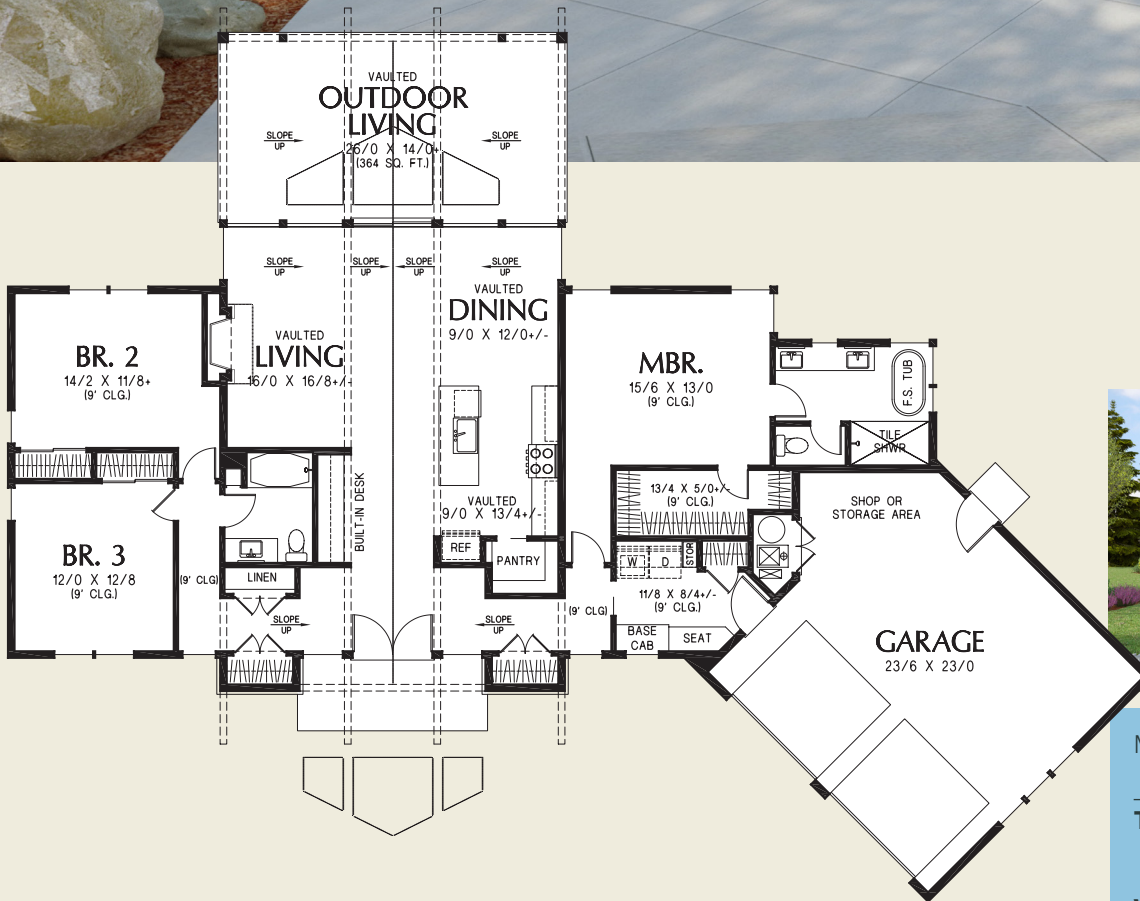 VAULTED
OUTDOOR
LIVING
26/0 X 14/0+
(364 SQ. FT.)
SLOPE
UP
SLOPE
UP
SLOPE
UP
SLOPE
UP
SLOPE
UP
SLOPE
UP
VAULTED
DINING
9/0 X 12/0+/-
VAULTED
LIVING
16/0 X 16/8+/-
BR. 2
14/2 X 11/8+
(9' CLG.)
MBR.
15/6 X 13/0
(9' CLG.)
F.S. TUB
TILE
SHWR
13/4 X 5/0+/-
(9' CLG.)
SHOP OR
STORAGE AREA
BUILT-IN DESK
VAULTED
9/0 X 13/4+/-
REF
PANTRY
W
D
STOR
BR. 3
12/0 X 12/8
(9' CLG.)
(9' CLG)
LINEN
11/8 X 8/4+/-
(9' CLG.)
(9' CLG)
SLOPE
UP
SLOPE
UP
BASE
CAB
SEAT
GARAGE
23/6 X 23/0